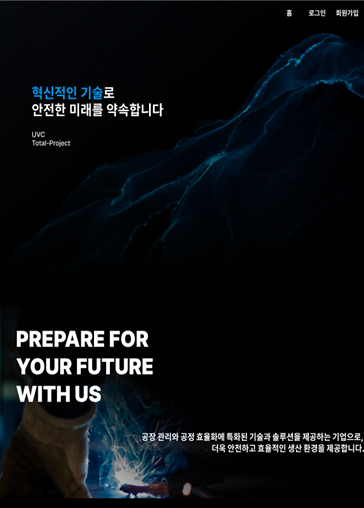 홈 로그인 회원가입
혁신적인 기술로
안전한 미래를 약속합니다
UVC
Total-Project
PREPARE FOR
YOUR FUTURE
WITH US
공장 관리와 공정 효율화에 특화된 기술과 솔루션을 제공하는 기업으로,
더욱 안전하고 효율적인 생산 환경을 제공합니다.